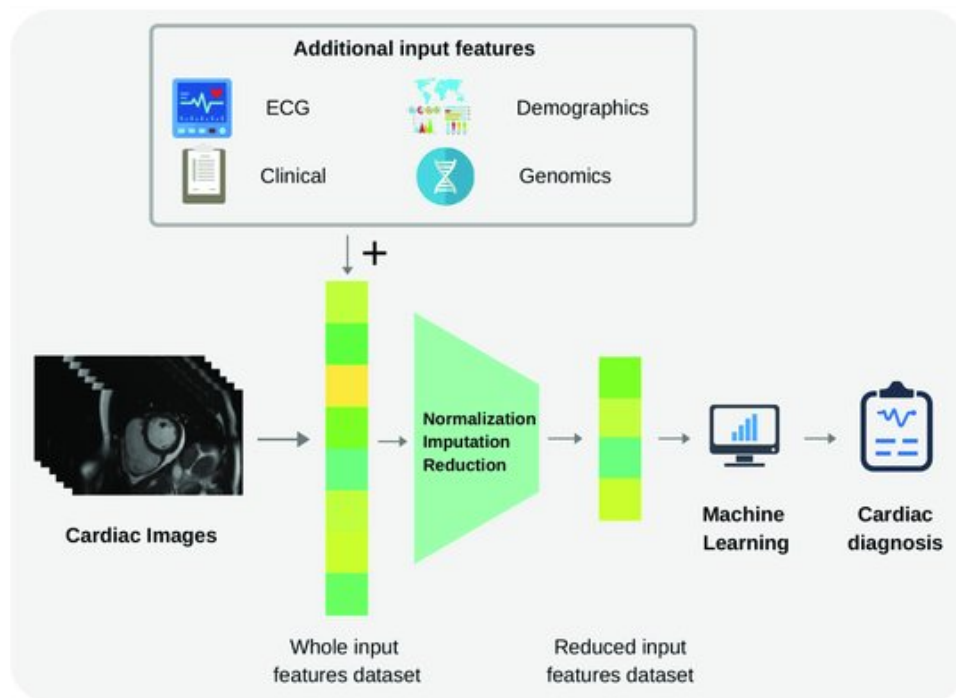 Additional input features
ECG
Demographics
Clinical
Genomics
+
Normalization
Imputation
Reduction
Cardiac Images
Machine
Learning
Cardiac
diagnosis
Whole input
features dataset
Reduced input
features dataset